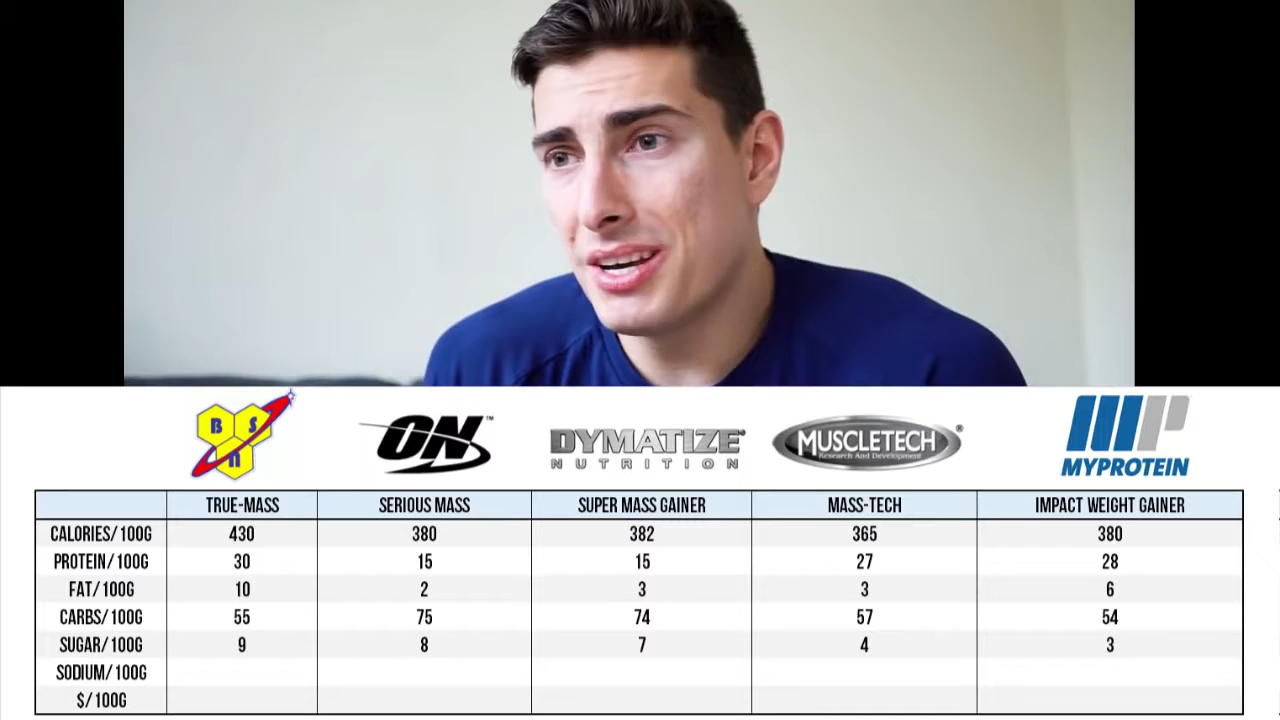 BSN
ON™ DYMATIZE® NUTRITION MUSCLETECH® Research And Development MP MYPROTEIN
TRUE-MASS SERIOUS MASS SUPER MASS GAINER MASS-TECH IMPACT WEIGHT GAINER
CALORIES/100G 430 380 382 365 380
PROTEIN/100G 30 15 15 27 28
FAT/100G 10 2 3 3 6
CARBS/100G 55 75 74 57 54
SUGAR/100G 9 8 7 4 3
SODIUM/100G
$/100G